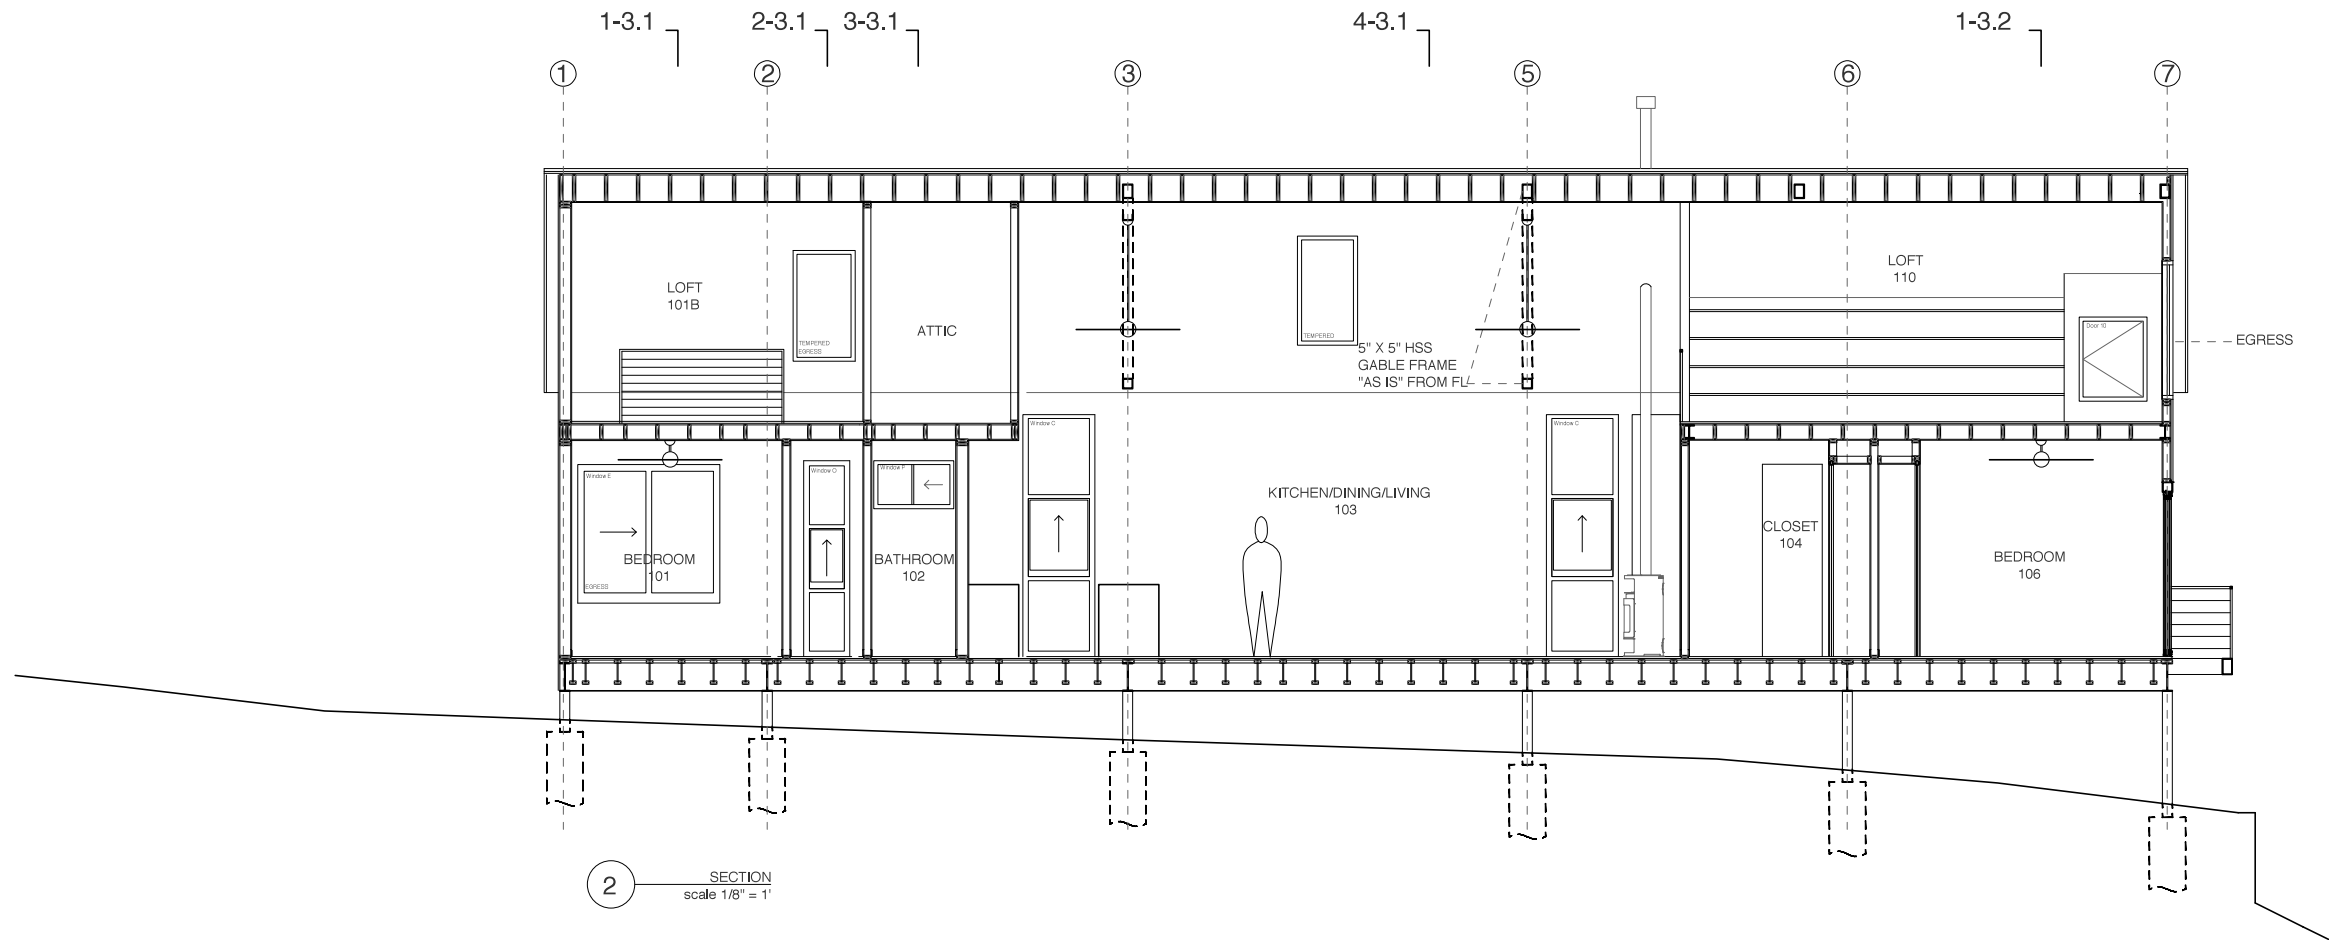 1-3.1
2-3.1
3-3.1
4-3.1
1-3.2
1
2
3
5
6
7
LOFT
101B
TEMPERED
EGRESS
ATTIC
TEMPERED
5" X 5" HSS
GABLE FRAME
"AS IS" FROM FL
LOFT
110
Door 10
EGRESS
Window E
EGRESS
BEDROOM
101
Window O
Window P
BATHROOM
102
Window C
KITCHEN/DINING/LIVING
103
Window C
CLOSET
104
BEDROOM
106
2
SECTION
scale 1/8" = 1'